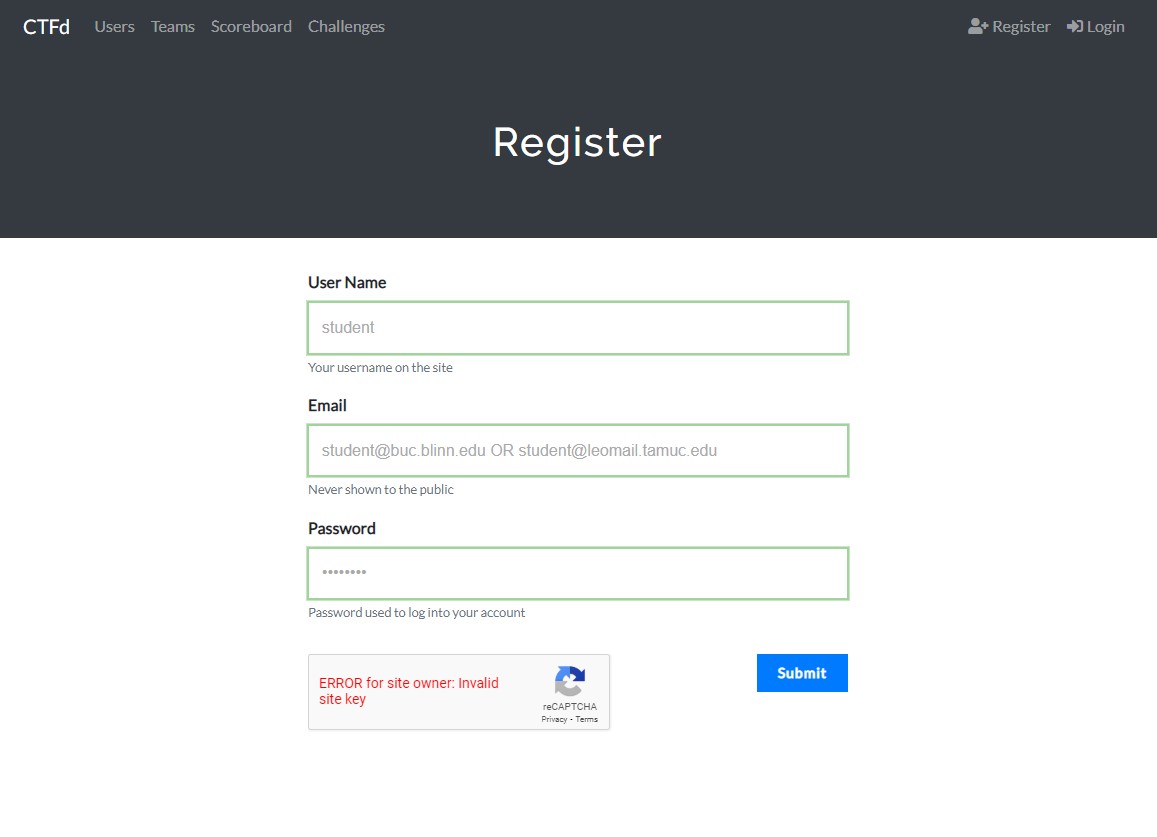 CTFd Users Teams Scoreboard Challenges Register Login
Register
User Name
student
Your username on the site
Email
student@buc.blinn.edu OR student@leomail.tamuc.edu
Never shown to the public
Password
••••••••
Password used to log into your account
ERROR for site owner: Invalid
site key
reCAPTCHA
Privacy - Terms
Submit